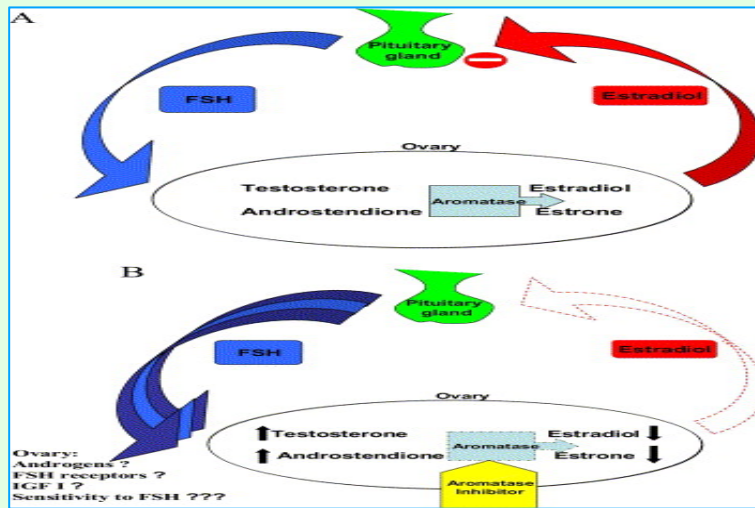 A
Pituitary
gland
FSH
Estradiol
Ovary
Testosterone
Estradiol
Aromatase
Androstendione
Estrone
B
Pituitary
gland
FSH
Estradiol
Ovary
Testosterone
Estradiol
Aromatase
Androstendione
Estrone
Aromatase
Inhibitor
Ovary:
Androgens ?
FSH receptors ?
IGF I ?
Sensitivity to FSH ???